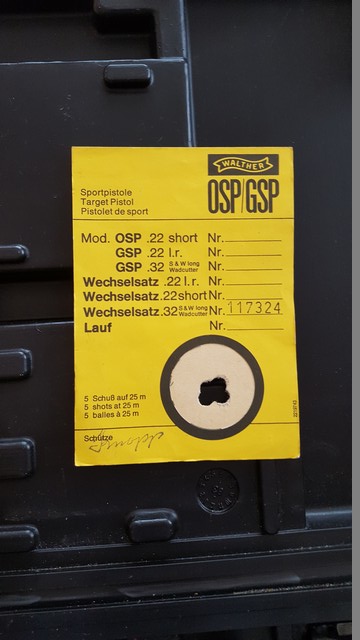 WALTHER
OSP/GSP
Sportpistole
Target Pistol
Pistolet de sport
Mod. OSP .22 short Nr.
GSP .22 l.r. Nr.
GSP .32 S & W long Wadcutter Nr.
Wechselsatz .22 l.r. Nr.
Wechselsatz .22 short Nr.
Wechselsatz .32 S & W long Wadcutter Nr. 117324
Lauf Nr.
5 Schuß auf 25 m
5 shots at 25 m
5 balles à 25 m
Schütze